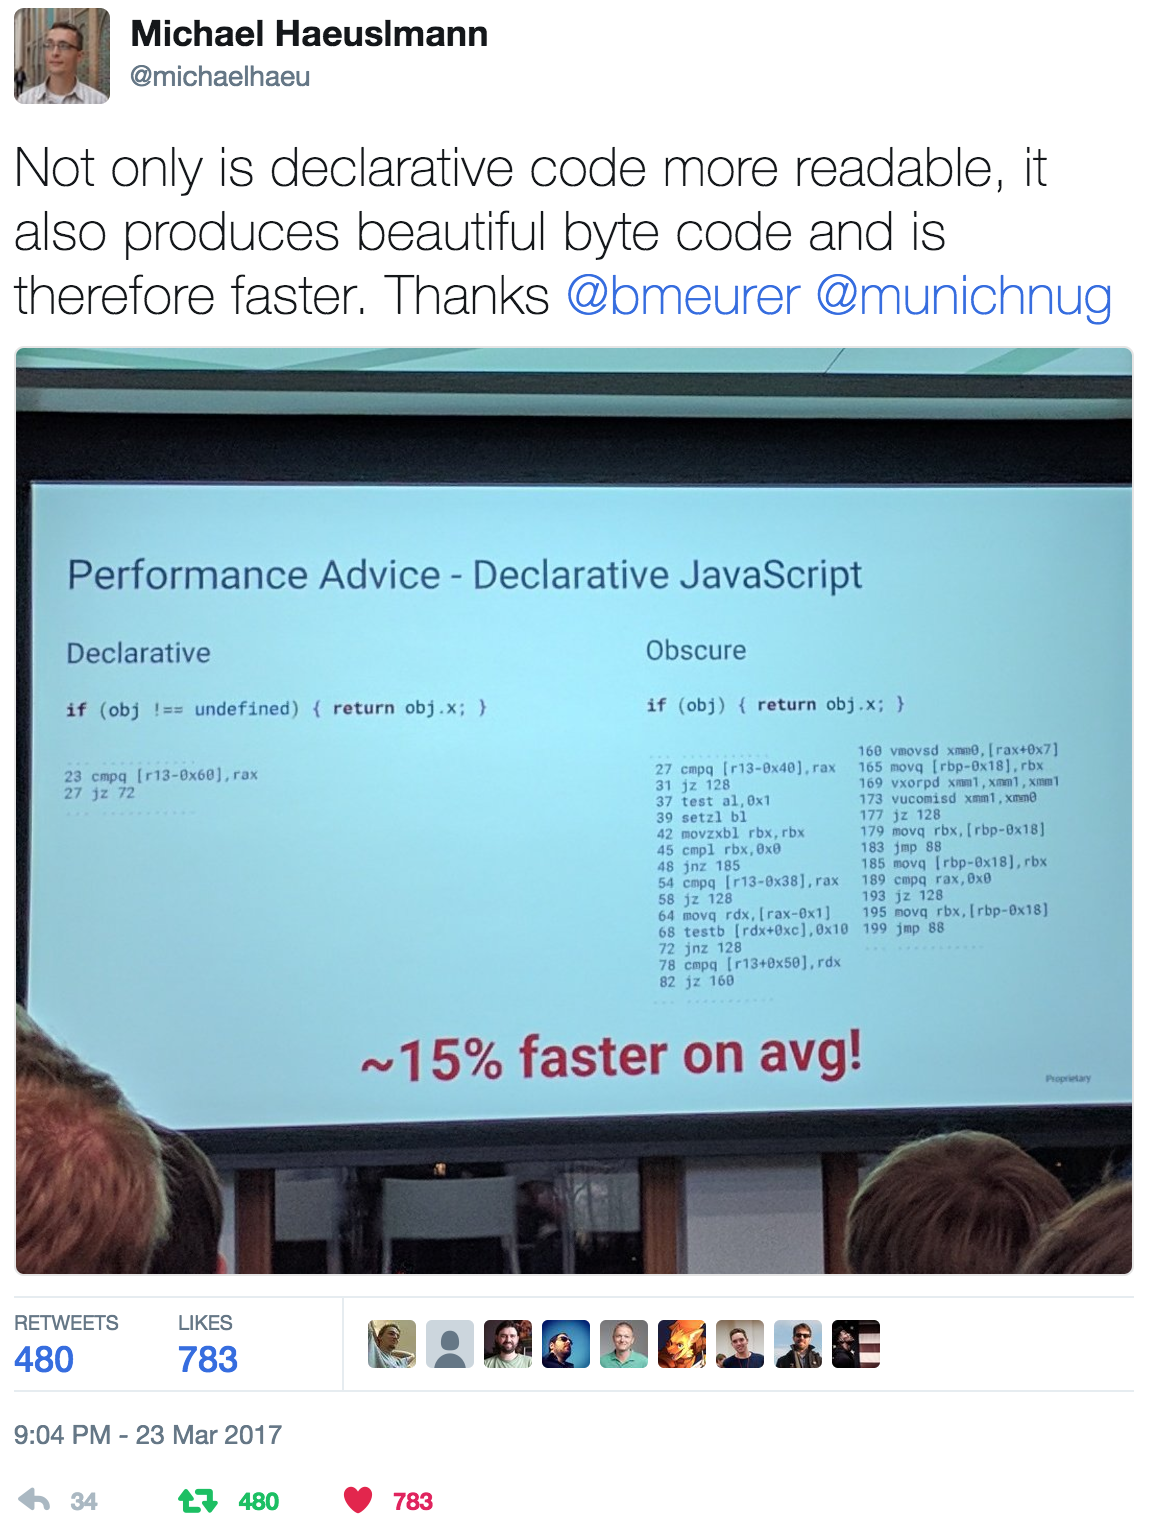 Michael Haeuslmann
@michaelhaeu
Not only is declarative code more readable, it
also produces beautiful byte code and is
therefore faster. Thanks @bmeurer @munichnug
Performance Advice - Declarative JavaScript
Declarative
if (obj !== undefined) { return obj.x; }
... ............
23 cmpq [r13-0x60],rax
27 jz 72
... ............
Obscure
if (obj) { return obj.x; }
... ............
27 cmpq [r13-0x40],rax
31 jz 128
37 test al,0x1
39 setzl bl
42 movzxbl rbx,rbx
45 cmpl rbx,0x0
48 jnz 185
54 cmpq [r13-0x38],rax
58 jz 128
64 movq rdx,[rax-0x1]
68 testb [rdx+0xc],0x10
72 jnz 128
78 cmpq [r13+0x50],rdx
82 jz 160
... ............
160 vmovsd xmm0,[rax+0x7]
165 movq [rbp-0x18],rbx
169 vxorpd xmm1,xmm1,xmm1
173 vucomisd xmm1,xmm0
177 jz 128
179 movq rbx,[rbp-0x18]
183 jmp 88
185 movq [rbp-0x18],rbx
189 cmpq rax,0x0
193 jz 128
195 movq rbx,[rbp-0x18]
199 jmp 88
... ............
~15% faster on avg!
Proprietary
RETWEETS LIKES
480 783
9:04 PM - 23 Mar 2017
34 480 783